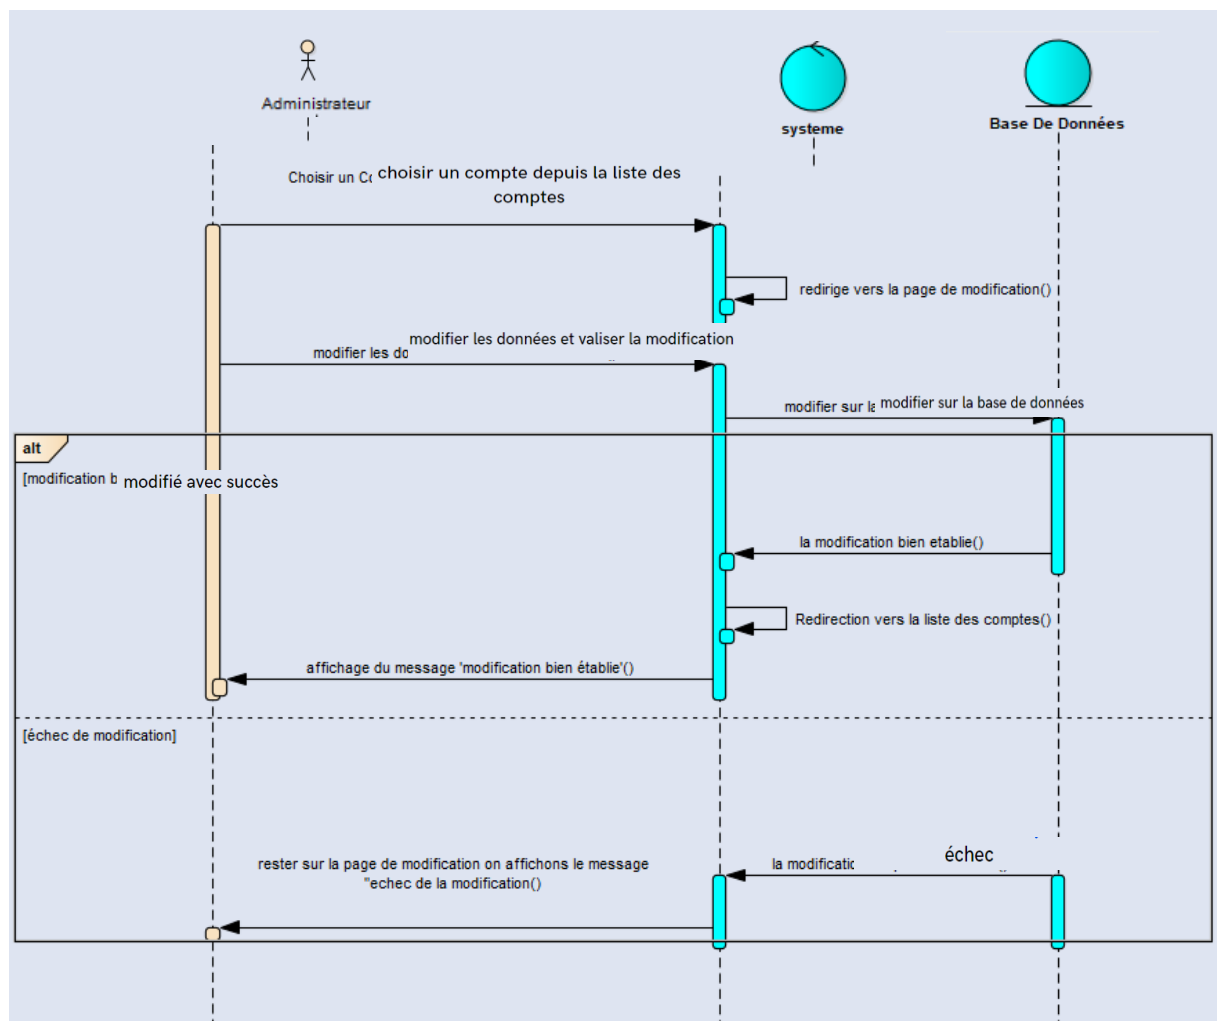 Administrateur
systeme
Base De Données
Choisir un
choisir un compte depuis la liste des
comptes
redirige vers la page de modification()
modifier les données et valiser la modification
modifier les
modifier sur
modifier sur la base de données
alt
[modification
modifié avec succès
la modification bien etablie()
Redirection vers la liste des comptes()
affichage du message 'modification bien établie'()
[échec de modification]
échec
rester sur la page de modification on affichons le message
"echec de la modification()
la